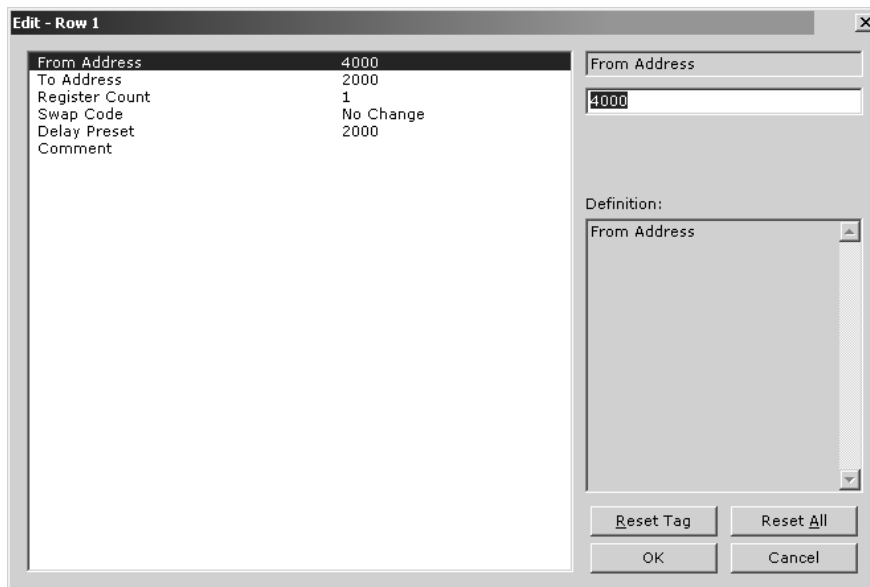 Edit - Row 1
From Address 4000
To Address 2000
Register Count 1
Swap Code No Change
Delay Preset 2000
Comment
From Address
4000
Definition:
From Address
Reset Tag Reset All
OK Cancel